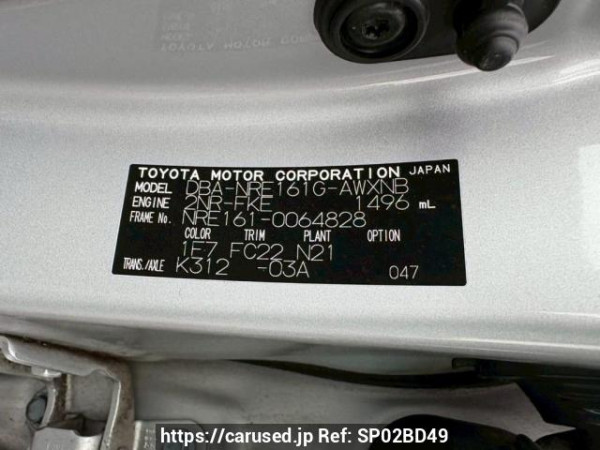 TOYOTA MOTOR CORPORATION JAPAN
MODEL DBA-NRE161G-AWXNB
ENGINE 2NR-FKE 1496 mL
FRAME No. NRE161-0064828
COLOR TRIM PLANT OPTION
1F7 FC22 N21
TRANS./AXLE K312 -03A 047
https://carused.jp Ref: SP02BD49